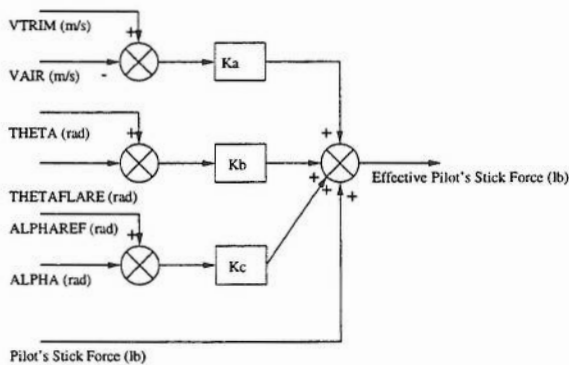 VTRIM (m/s)
+
Ka
VAIR (m/s)
-
+
THETA (rad)
+
Kb
+
+
+
Effective Pilot's Stick Force (lb)
THETAFLARE (rad)
ALPHAREF (rad)
+
Kc
ALPHA (rad)
Pilot's Stick Force (lb)